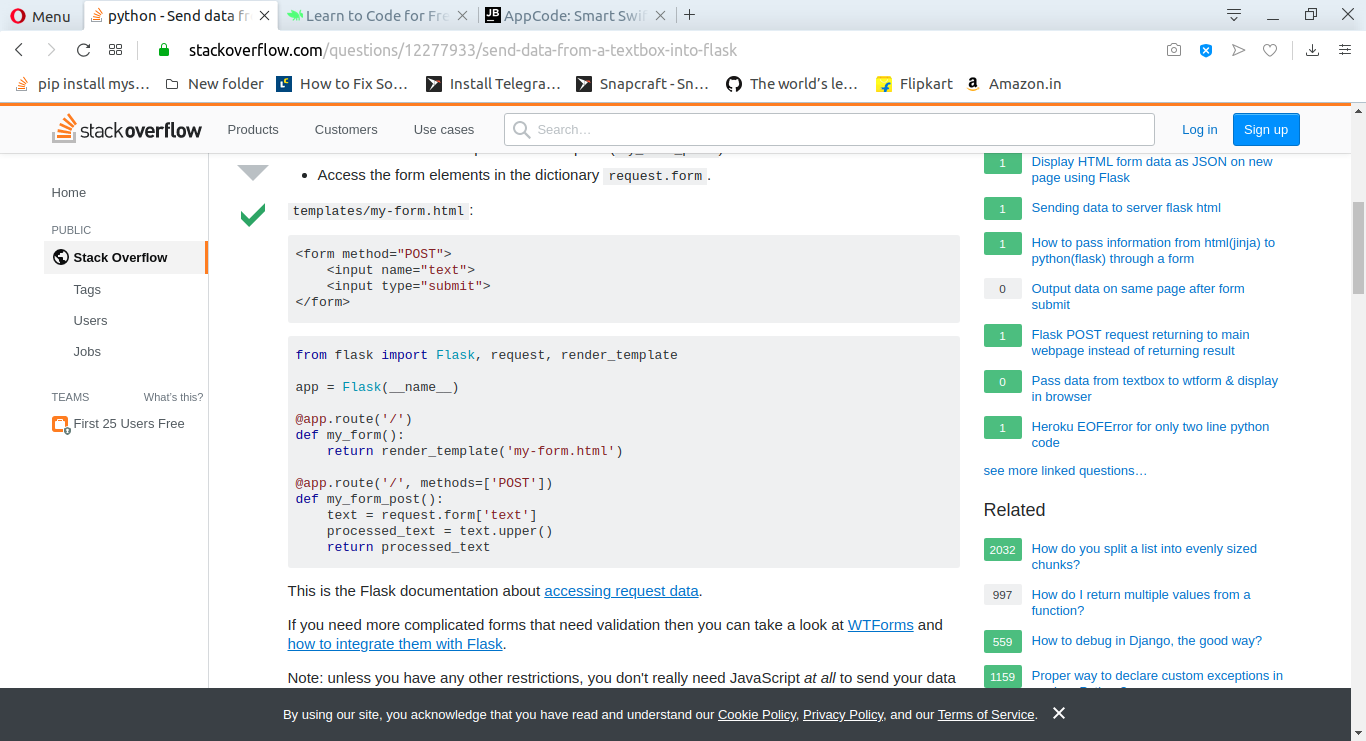 Menu
python - Send data fr
Learn to Code for Fre
AppCode: Smart Swif
stackoverflow.com/questions/12277933/send-data-from-a-textbox-into-flask
pip install mys…
New folder
How to Fix So…
Install Telegra…
Snapcraft - Sn…
The world's le…
Flipkart
Amazon.in
stackoverflow
Products
Customers
Use cases
Search…
Log in
Sign up
Home
PUBLIC
Stack Overflow
Tags
Users
Jobs
TEAMS
What's this?
First 25 Users Free
Access the form elements in the dictionary request.form.
templates/my-form.html:
<form method="POST">
    <input name="text">
    <input type="submit">
</form>
from flask import Flask, request, render_template
app = Flask(__name__)
@app.route('/')
def my_form():
    return render_template('my-form.html')
@app.route('/', methods=['POST'])
def my_form_post():
    text = request.form['text']
    processed_text = text.upper()
    return processed_text
This is the Flask documentation about accessing request data.
If you need more complicated forms that need validation then you can take a look at WTForms and
how to integrate them with Flask.
Note: unless you have any other restrictions, you don't really need JavaScript at all to send your data
1 Display HTML form data as JSON on new
page using Flask
1 Sending data to server flask html
1 How to pass information from html(jinja) to
python(flask) through a form
0 Output data on same page after form
submit
1 Flask POST request returning to main
webpage instead of returning result
0 Pass data from textbox to wtform & display
in browser
1 Heroku EOFError for only two line python
code
see more linked questions…
Related
2032 How do you split a list into evenly sized
chunks?
997 How do I return multiple values from a
function?
559 How to debug in Django, the good way?
1159 Proper way to declare custom exceptions in
By using our site, you acknowledge that you have read and understand our Cookie Policy, Privacy Policy, and our Terms of Service.